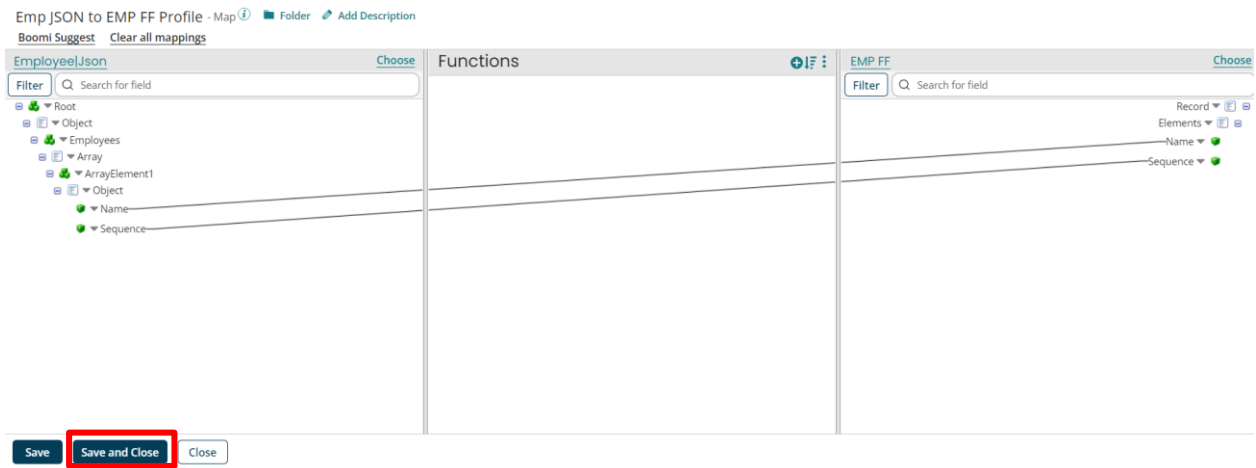 Emp JSON to EMP FF Profile - Map i Folder Add Description
Boomi Suggest Clear all mappings
Employee|Json Choose
Filter Search for field
Root
Object
Employees
Array
ArrayElement1
Object
Name
Sequence
Functions
EMP FF Choose
Filter Search for field
Record
Elements
Name
Sequence
Save Save and Close Close